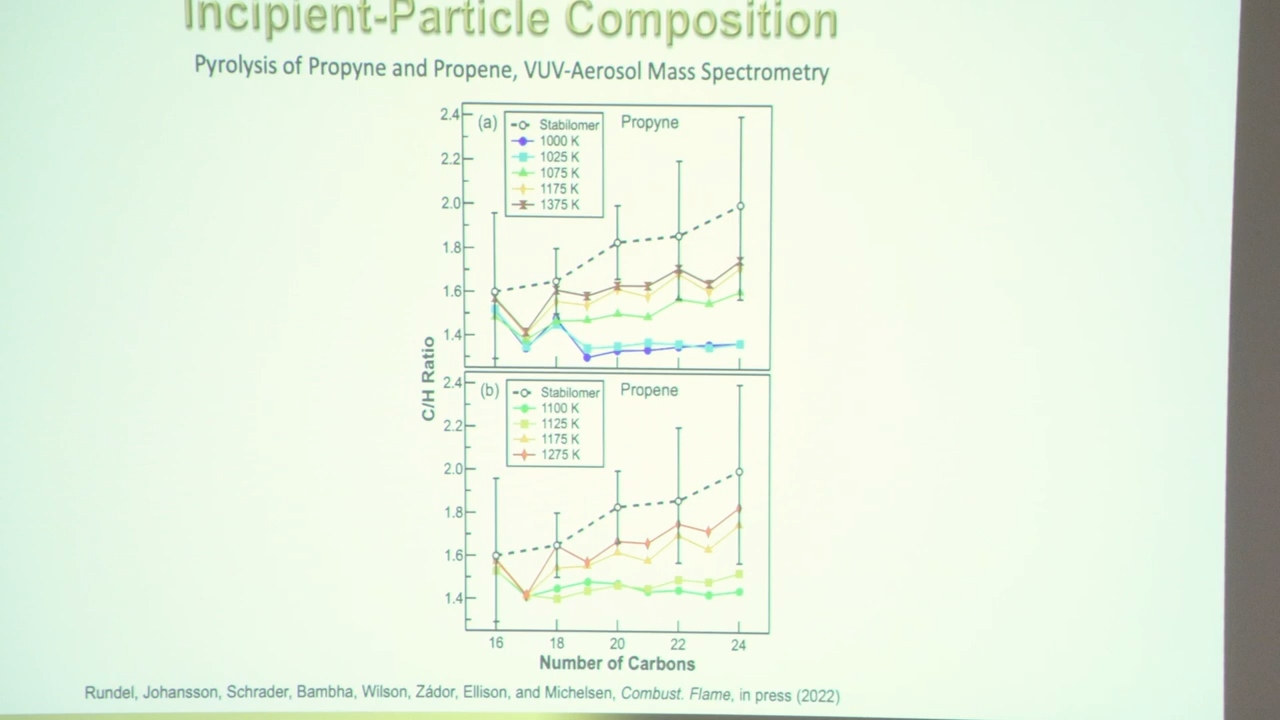 Incipient-Particle Composition
Pyrolysis of Propyne and Propene, VUV-Aerosol Mass Spectrometry
(a)
Propyne
Stabilomer
1000 K
1025 K
1075 K
1175 K
1375 K
2.4
2.2
2.0
1.8
1.6
1.4
C/H Ratio
(b)
Propene
Stabilomer
1100 K
1125 K
1175 K
1275 K
2.4
2.2
2.0
1.8
1.6
1.4
16 18 20 22 24
Number of Carbons
Rundel, Johansson, Schrader, Bambha, Wilson, Zádor, Ellison, and Michelsen, Combust. Flame, in press (2022)